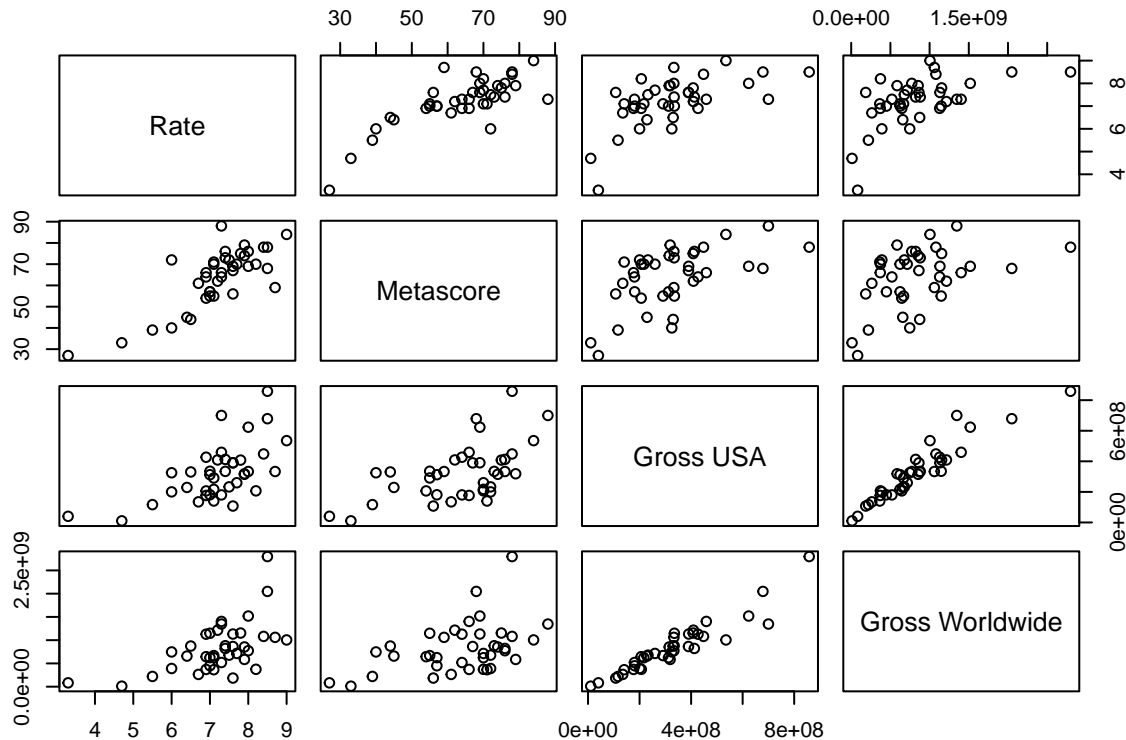 30 50 70 90
0.0e+00 1.5e+09
Rate
4 6 8
30 50 70 90
Metascore
Gross USA
0e+00 6e+08
0.0e+00 2.5e+09
Gross Worldwide
4 5 6 7 8 9
0e+00 4e+08 8e+08